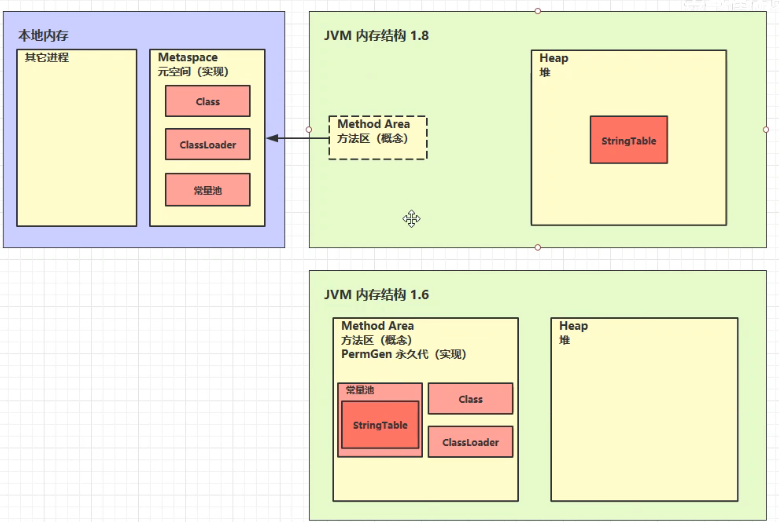 本地内存
其它进程
Metaspace
元空间（实现）
Class
ClassLoader
常量池
JVM 内存结构 1.8
Method Area
方法区（概念）
Heap
堆
StringTable
JVM 内存结构 1.6
Method Area
方法区（概念）
PermGen 永久代（实现）
常量池
StringTable
Class
ClassLoader
Heap
堆